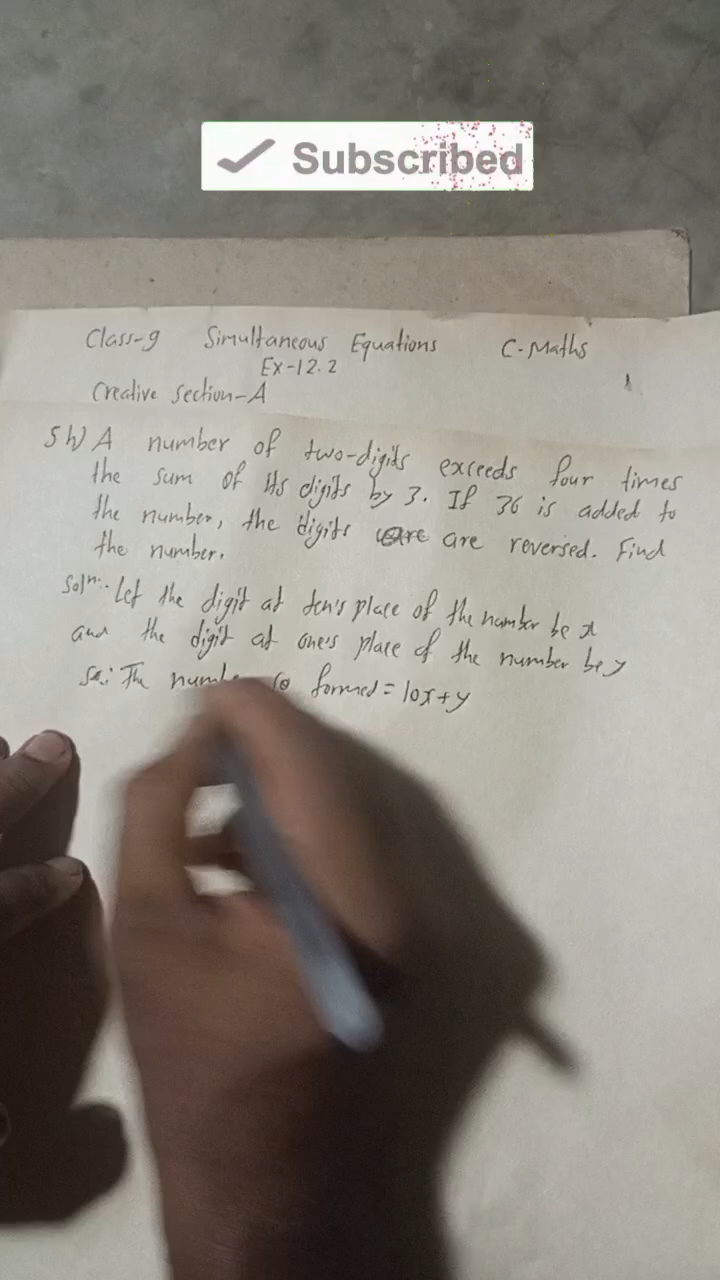 Subscribed
Class-9 Simultaneous Equations C-Maths
Ex-12.2
Creative Section-A
5 h) A number of two-digits exceeds four times
the sum of its digits by 3. If 36 is added to
the number, the digits are are reversed. Find
the number.
Soln:- Let the digit at ten's place of the number be x
and the digit at one's place of the number be y
So: The formed = 10x+y